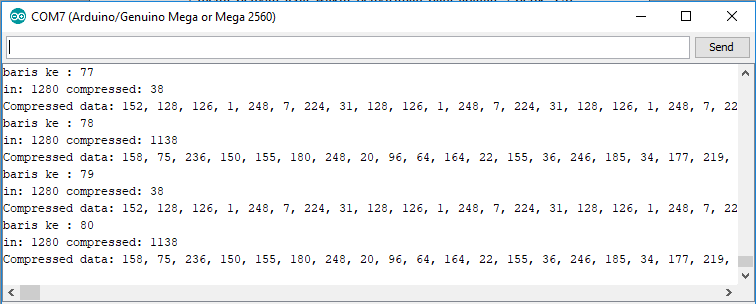 COM7 (Arduino/Genuino Mega or Mega 2560)
Send
baris ke : 77
in: 1280 compressed: 38
Compressed data: 152, 128, 126, 1, 248, 7, 224, 31, 128, 126, 1, 248, 7, 224, 31, 128, 126, 1, 248, 7, 22
baris ke : 78
in: 1280 compressed: 1138
Compressed data: 158, 75, 236, 150, 155, 180, 248, 20, 96, 64, 164, 22, 155, 36, 246, 185, 34, 177, 219,
baris ke : 79
in: 1280 compressed: 38
Compressed data: 152, 128, 126, 1, 248, 7, 224, 31, 128, 126, 1, 248, 7, 224, 31, 128, 126, 1, 248, 7, 22
baris ke : 80
in: 1280 compressed: 1138
Compressed data: 158, 75, 236, 150, 155, 180, 248, 20, 96, 64, 164, 22, 155, 36, 246, 185, 34, 177, 219,